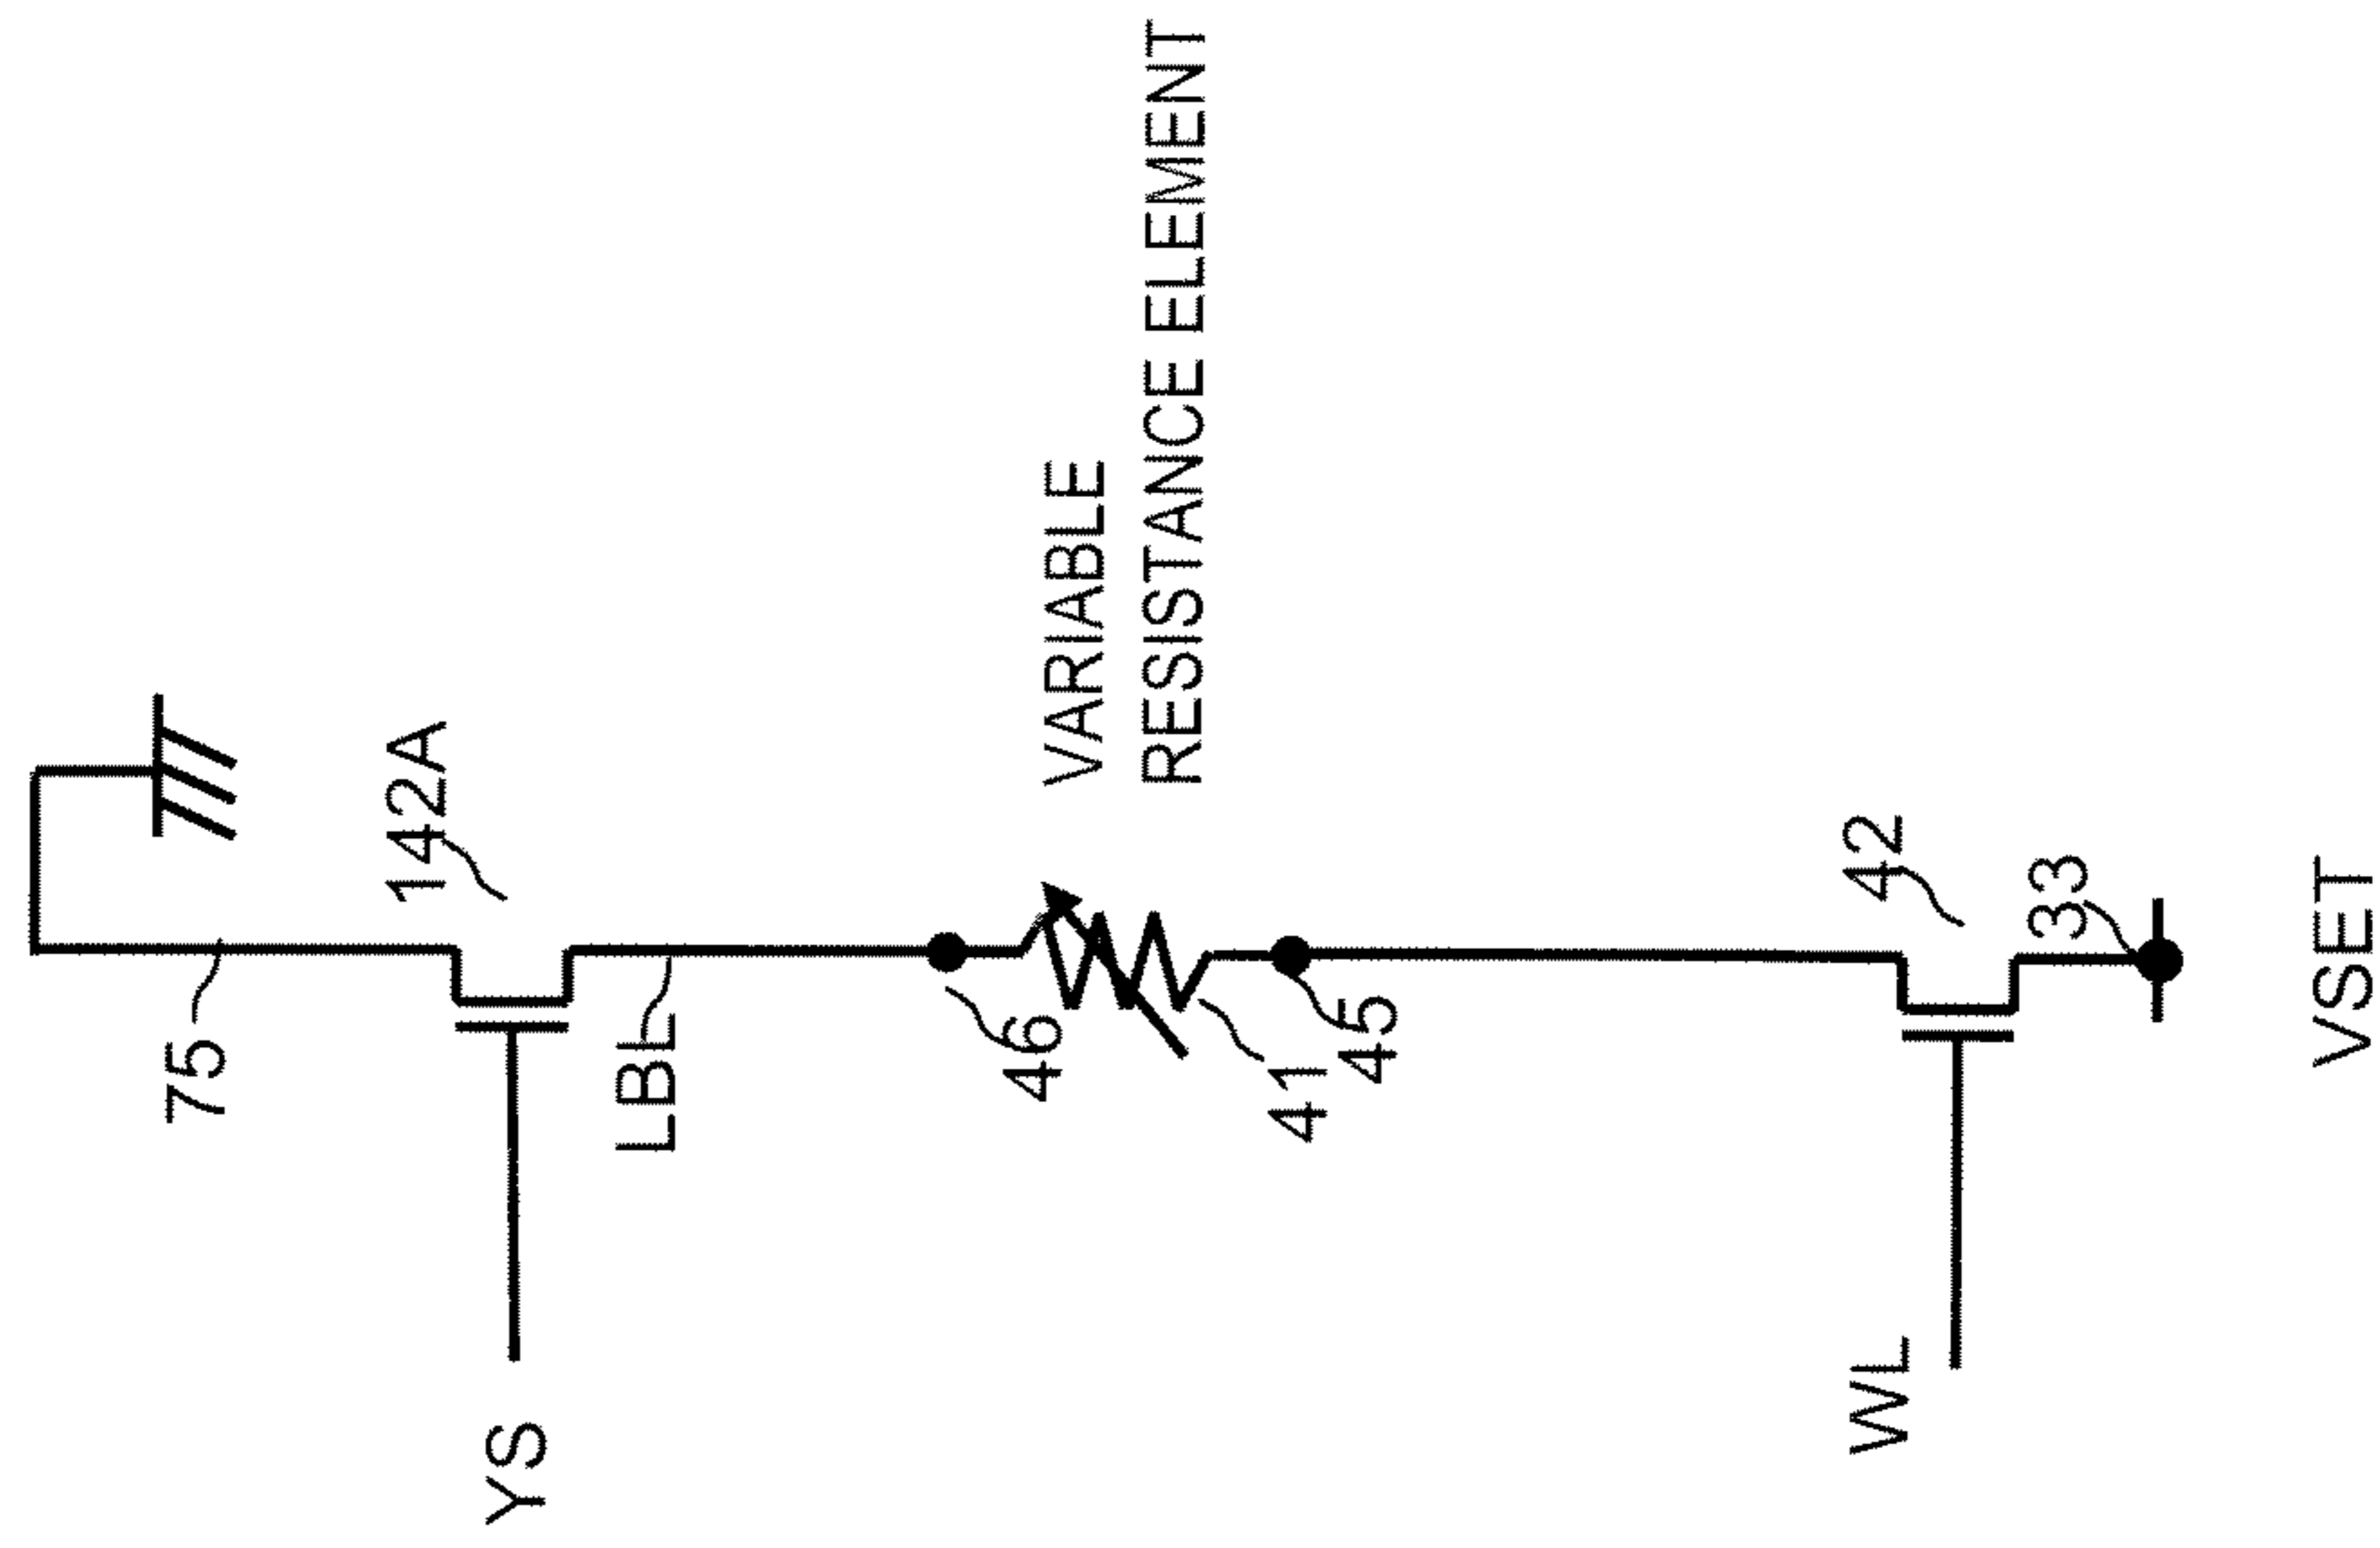 75
142A
YS
LBL
46
VARIABLE
RESISTANCE ELEMENT
41
45
42
WL
33
VSET